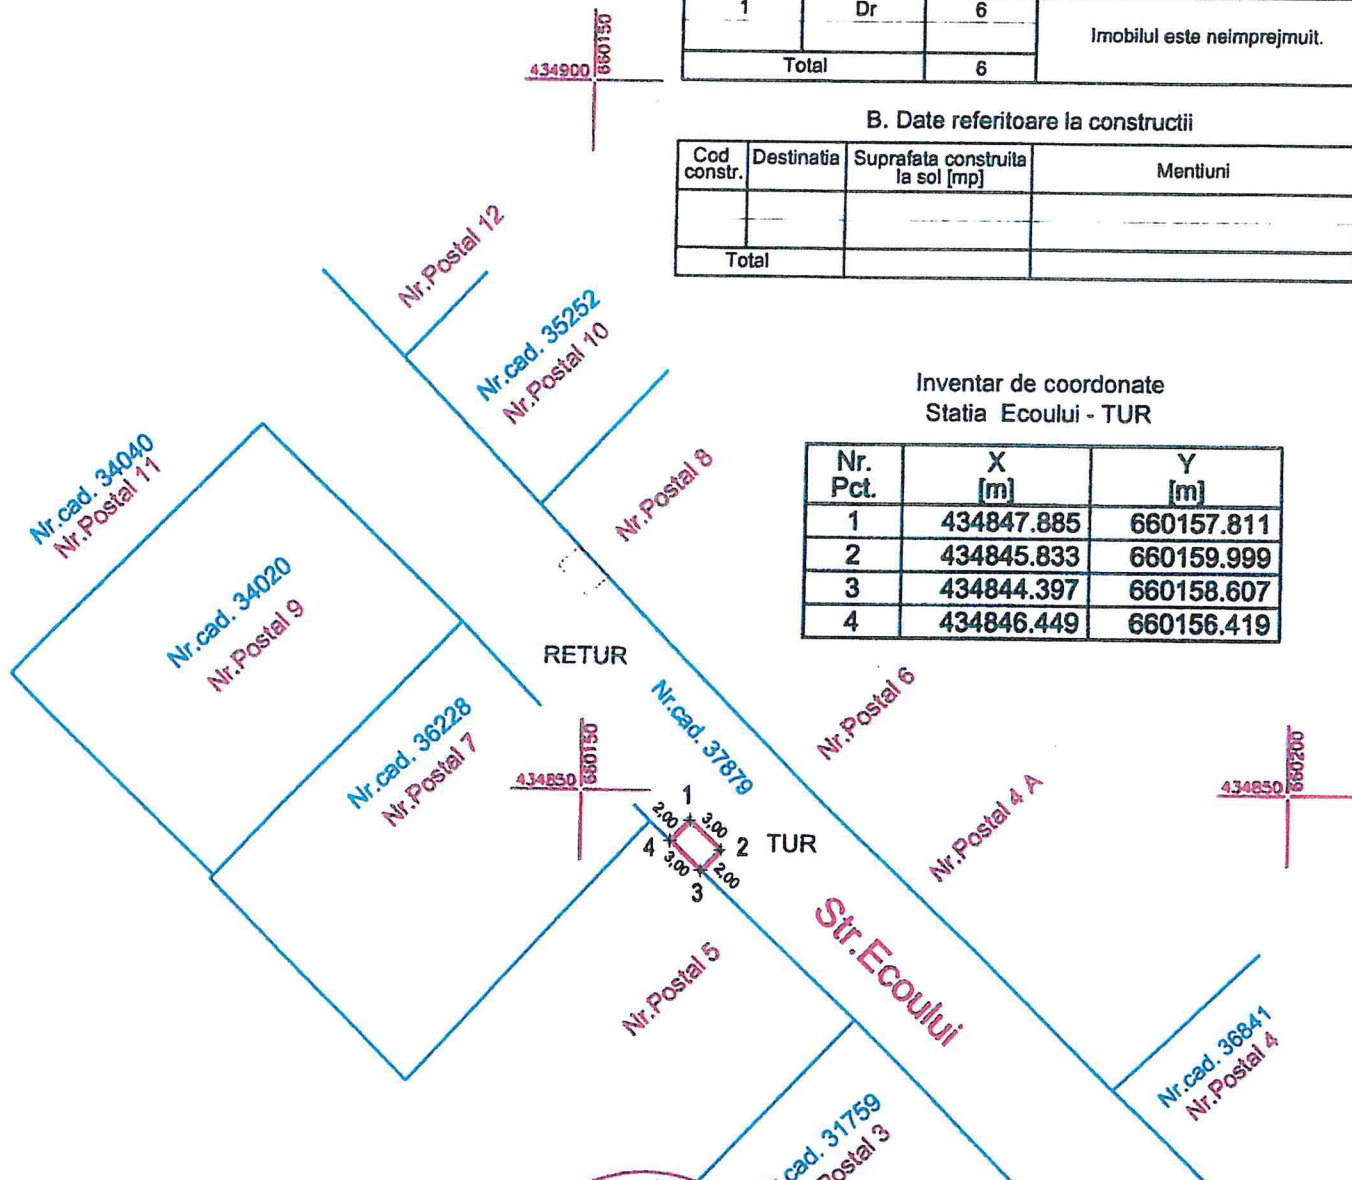 1 Dr 6
Imobilul este neimprejmuit.
Total 6
434900
660150
B. Date referitoare la constructii
Cod constr. Destinatia Suprafata construita la sol [mp] Mentiuni
Total
Nr.Postal 12
Nr.cad. 35252
Nr.Postal 10
Inventar de coordonate
Statia Ecoului - TUR
Nr. Pct. X [m] Y [m]
1 434847.885 660157.811
2 434845.833 660159.999
3 434844.397 660158.607
4 434846.449 660156.419
Nr.cad. 34040
Nr.Postal 11
Nr.Postal 8
Nr.cad. 34020
Nr.Postal 9
RETUR
Nr.cad. 37879
Nr.Postal 6
Nr.cad. 36228
Nr.Postal 7
434850
660150
434850
660200
Nr.Postal 4 A
1
2,00
3,00
4
2
TUR
3,00
2,00
3
Str.Ecoului
Nr.Postal 5
Nr.cad. 36841
Nr.Postal 4
cad. 31759
ostal 3